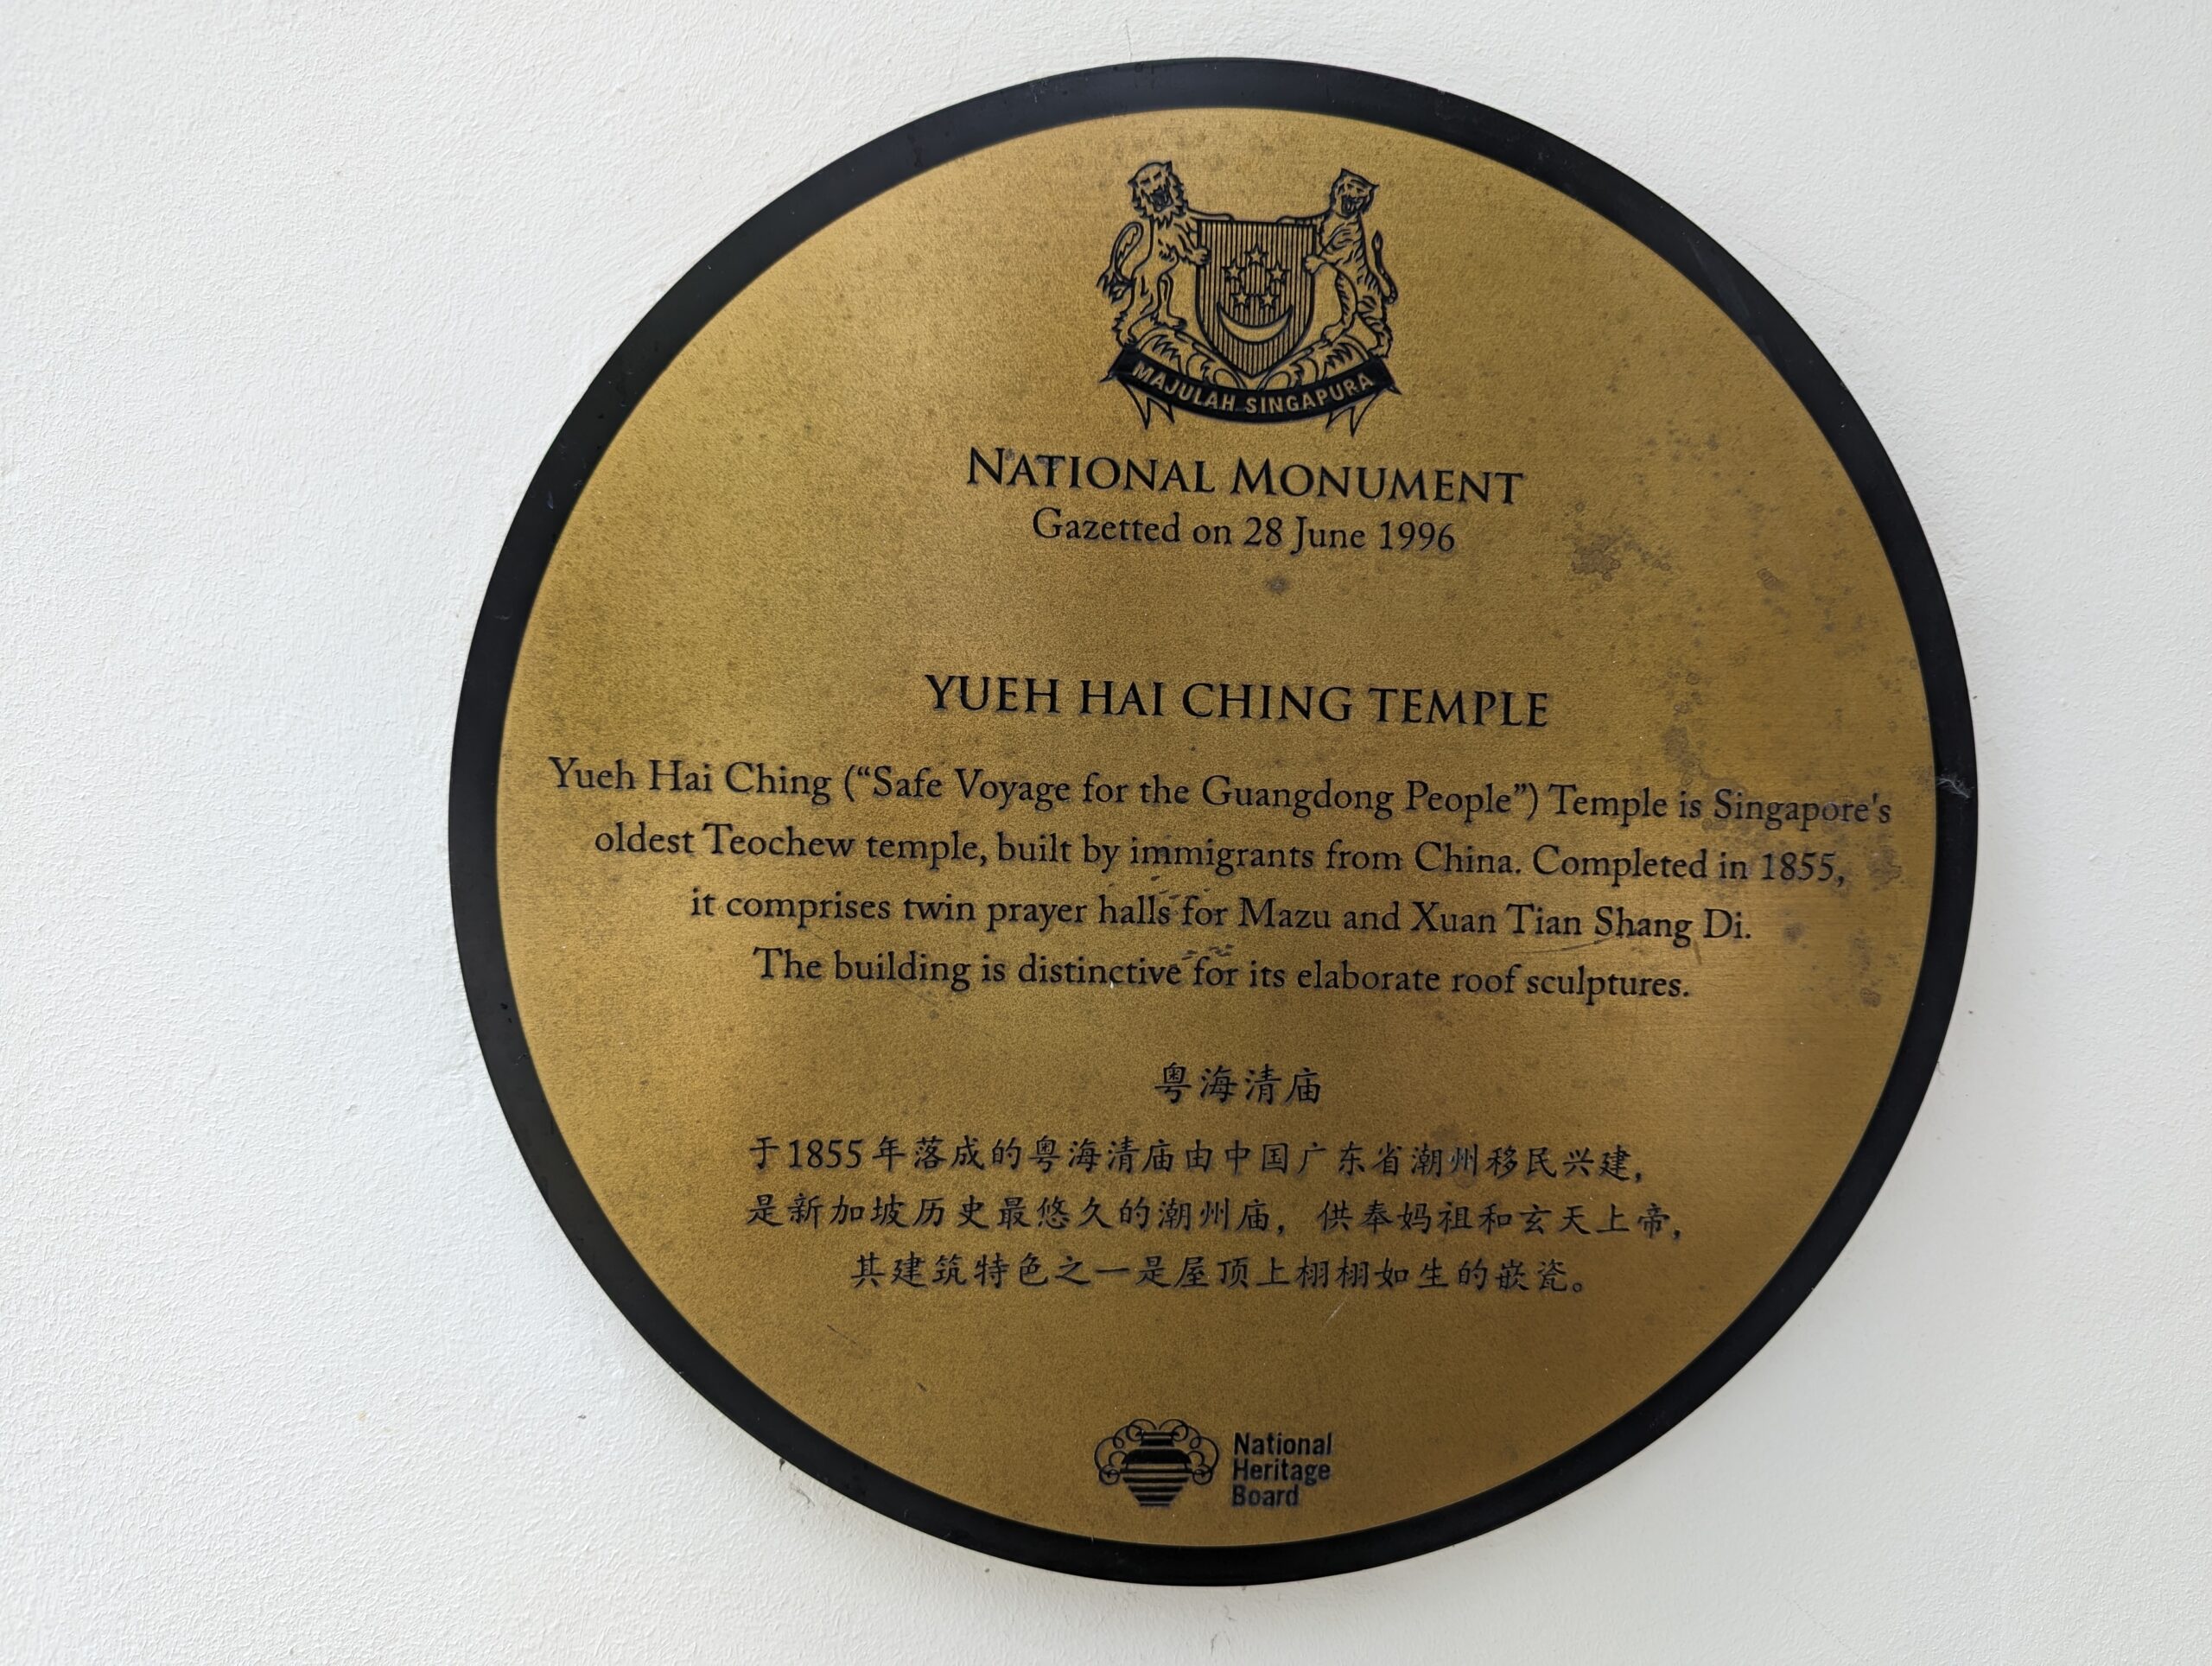 MAJULAH SINGAPURA
NATIONAL MONUMENT
Gazetted on 28 June 1996
YUEH HAI CHING TEMPLE
Yueh Hai Ching (“Safe Voyage for the Guangdong People”) Temple is Singapore's
oldest Teochew temple, built by immigrants from China. Completed in 1855,
it comprises twin prayer halls for Mazu and Xuan Tian Shang Di.
The building is distinctive for its elaborate roof sculptures.
粤海清庙
于1855年落成的粤海清庙由中国广东省潮州移民兴建，
是新加坡历史最悠久的潮州庙，供奉妈祖和玄天上帝，
其建筑特色之一是屋顶上栩栩如生的嵌瓷。
National
Heritage
Board